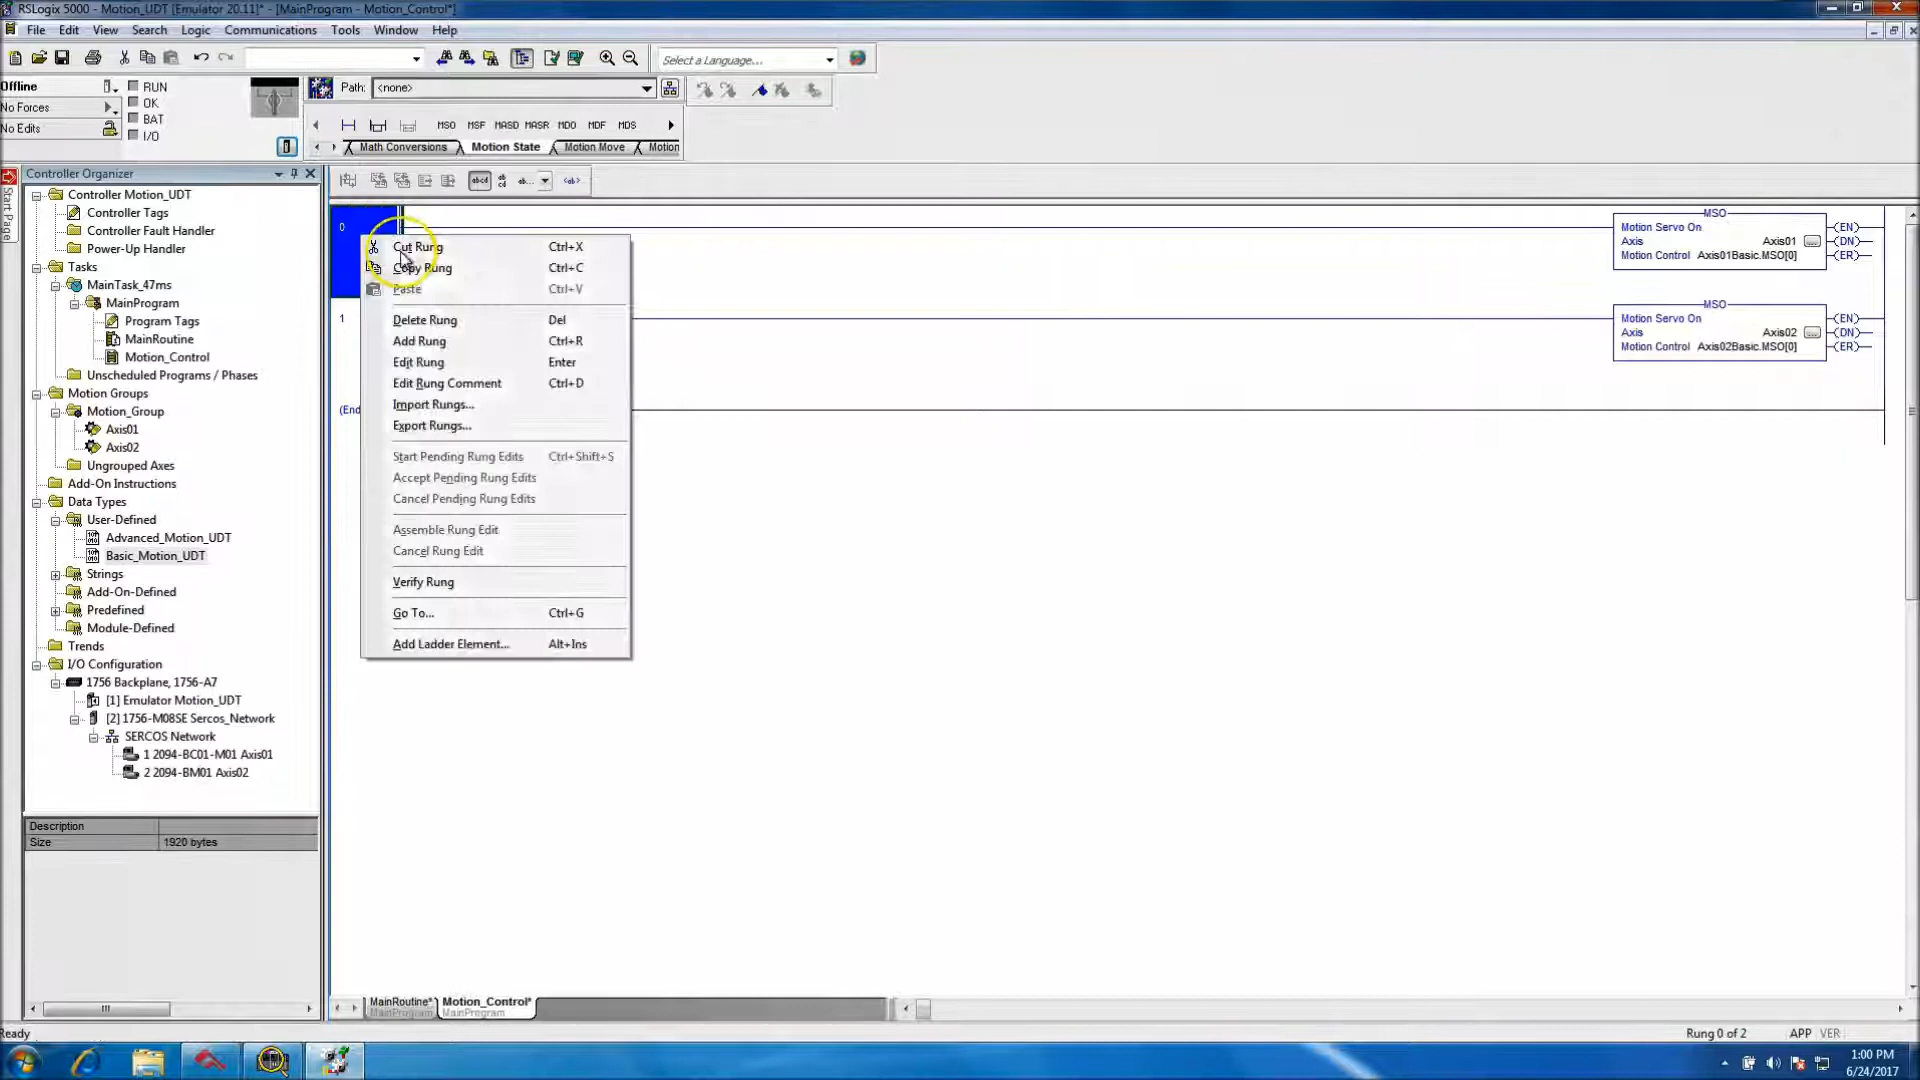 RSLogix 5000 - Motion_UDT [Emulator 20.11]* - [MainProgram - Motion_Control*]
File Edit View Search Logic Communications Tools Window Help
Select a Language...
Offline
No Forces
No Edits
RUN
OK
BAT
I/O
Path: <none>
MSO MSF MASD MASR MDO MDF MDS
Math Conversions Motion State Motion Move Motion
Start Page
Controller Organizer
Controller Motion_UDT
Controller Tags
Controller Fault Handler
Power-Up Handler
Tasks
MainTask_47ms
MainProgram
Program Tags
MainRoutine
Motion_Control
Unscheduled Programs / Phases
Motion Groups
Motion_Group
Axis01
Axis02
Ungrouped Axes
Add-On Instructions
Data Types
User-Defined
Advanced_Motion_UDT
Basic_Motion_UDT
Strings
Add-On-Defined
Predefined
Module-Defined
Trends
I/O Configuration
1756 Backplane, 1756-A7
[1] Emulator Motion_UDT
[2] 1756-M08SE Sercos_Network
SERCOS Network
1 2094-BC01-M01 Axis01
2 2094-BM01 Axis02
Description
Size 1920 bytes
abcd ab cd ab... <ab>
0
1
(End
Cut Rung Ctrl+X
Copy Rung Ctrl+C
Paste Ctrl+V
Delete Rung Del
Add Rung Ctrl+R
Edit Rung Enter
Edit Rung Comment Ctrl+D
Import Rungs...
Export Rungs...
Start Pending Rung Edits Ctrl+Shift+S
Accept Pending Rung Edits
Cancel Pending Rung Edits
Assemble Rung Edit
Cancel Rung Edit
Verify Rung
Go To... Ctrl+G
Add Ladder Element... Alt+Ins
MSO
Motion Servo On (EN)
Axis Axis01 ... (DN)
Motion Control Axis01Basic.MSO[0] (ER)
MSO
Motion Servo On (EN)
Axis Axis02 ... (DN)
Motion Control Axis02Basic.MSO[0] (ER)
MainRoutine* Motion_Control*
MainProgram MainProgram
Ready
Rung 0 of 2 APP VER
1:00 PM
6/24/2017